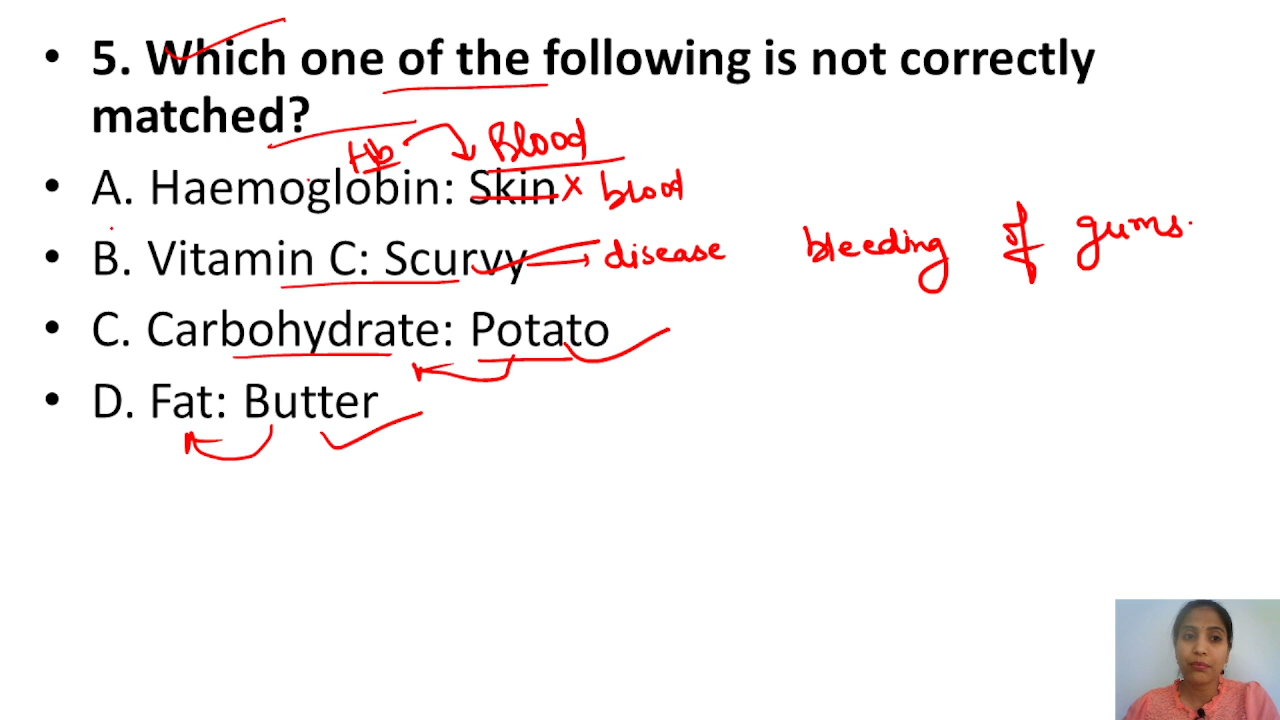 • 5. Which one of the following is not correctly
matched?
Hb Blood
• A. Haemoglobin: Skin x blood
• B. Vitamin C: Scurvy → disease bleeding of gums.
• C. Carbohydrate: Potato
• D. Fat: Butter